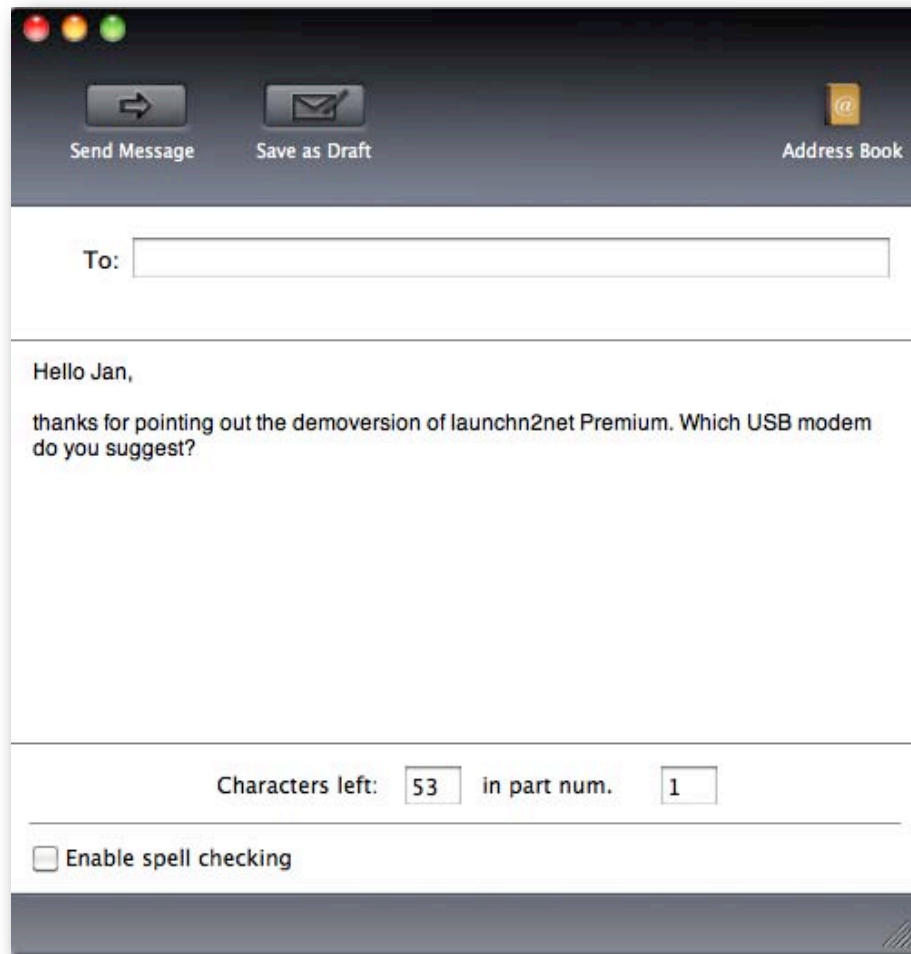 Send Message Save as Draft Address Book
@
To:
Hello Jan,
thanks for pointing out the demoversion of launchn2net Premium. Which USB modem
do you suggest?
Characters left: 53 in part num. 1
Enable spell checking